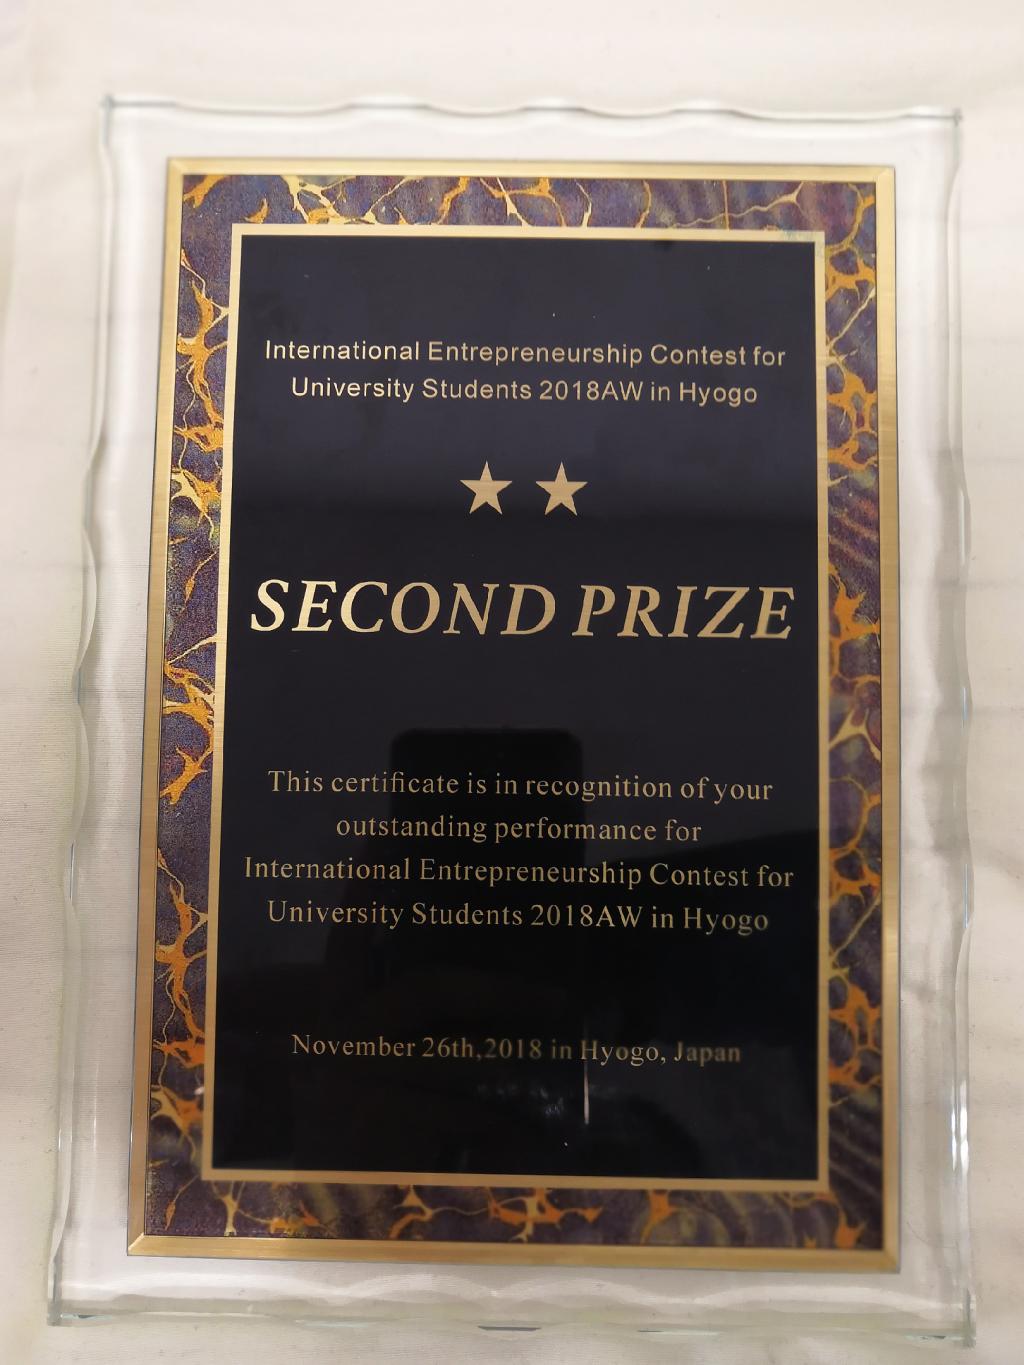 International Entrepreneurship Contest for
University Students 2018AW in Hyogo
SECOND PRIZE
This certificate is in recognition of your
outstanding performance for
International Entrepreneurship Contest for
University Students 2018AW in Hyogo
November 26th,2018 in Hyogo, Japan